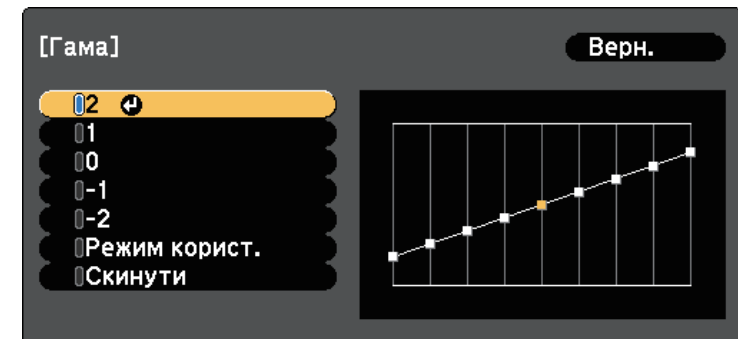 [Гама]
Верн.
2
1
0
-1
-2
Режим корист.
Скинути